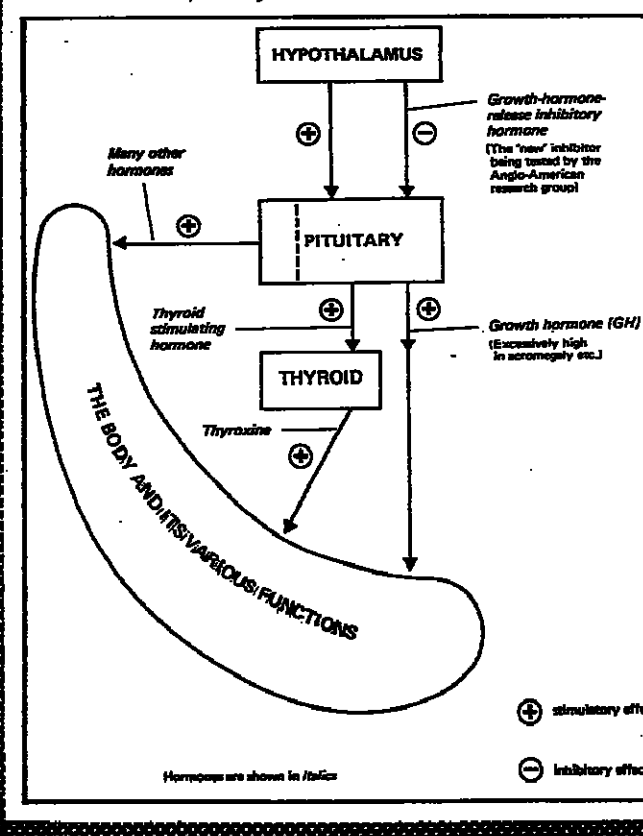 HYPOTHALAMUS
Growth-hormone-
release inhibitory
hormone
(The "new" inhibitor
being tested by the
Anglo-American
research group)
Many other
hormones
PITUITARY
Thyroid
stimulating
hormone
Growth hormone (GH)
(Excessively high
in acromegaly etc.)
THYROID
Thyroxine
THE BODY AND ITS VARIOUS FUNCTIONS
stimulatory effe
Hormones are shown in italics
inhibitory effec